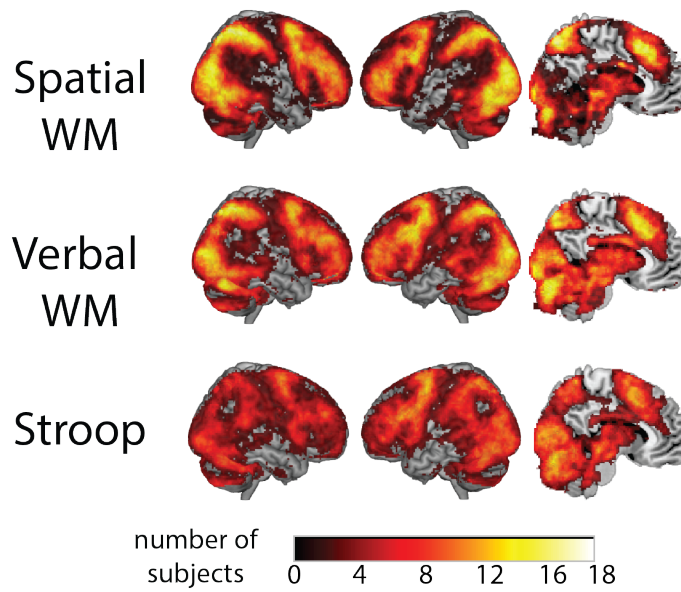 Spatial
WM
Verbal
WM
Stroop
number of
subjects
0 4 8 12 16 18